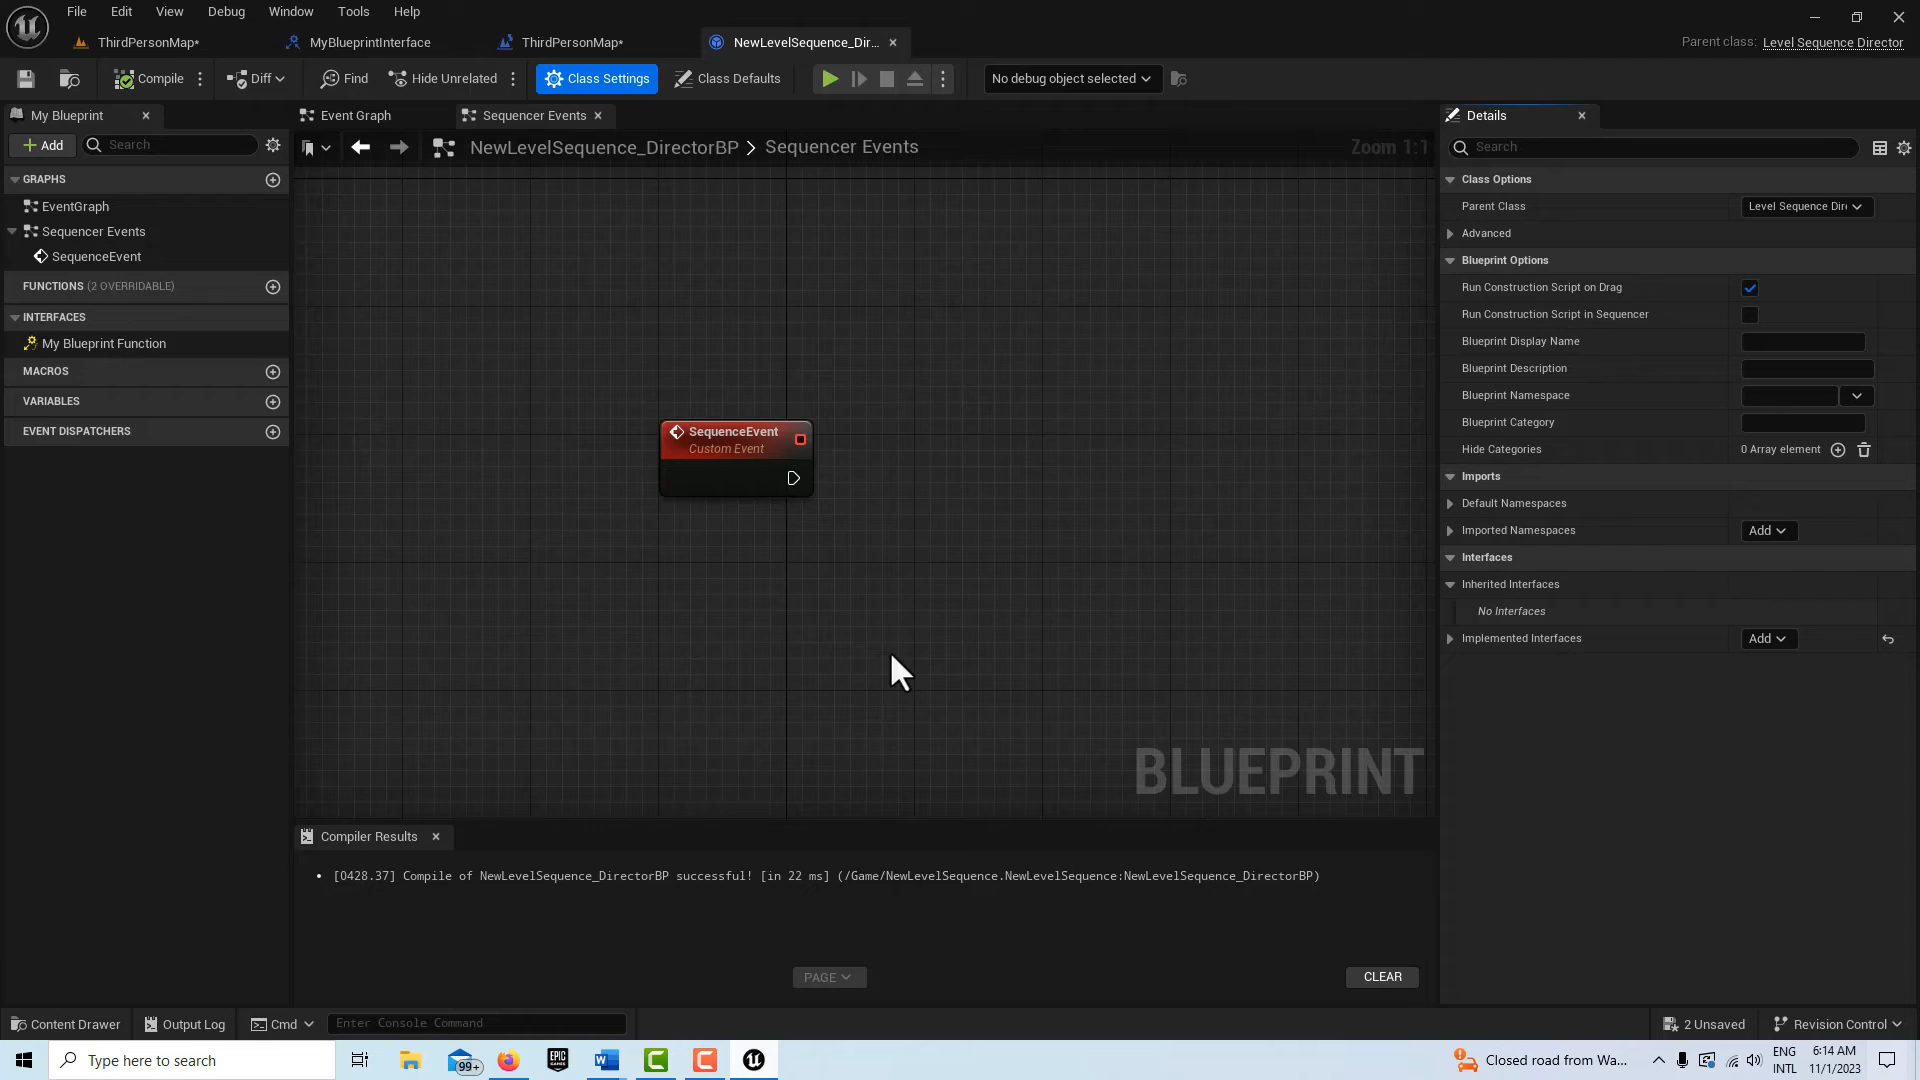 File Edit View Debug Window Tools Help
ThirdPersonMap* MyBlueprintInterface ThirdPersonMap* NewLevelSequence_Dir...
Parent class: Level Sequence Director
Compile Diff Find Hide Unrelated Class Settings Class Defaults No debug object selected
My Blueprint
Add Search
GRAPHS
EventGraph
Sequencer Events
SequenceEvent
FUNCTIONS (2 OVERRIDABLE)
INTERFACES
My Blueprint Function
MACROS
VARIABLES
EVENT DISPATCHERS
Event Graph Sequencer Events
NewLevelSequence_DirectorBP > Sequencer Events
Zoom 1:1
SequenceEvent
Custom Event
BLUEPRINT
Compiler Results
[0428.37] Compile of NewLevelSequence_DirectorBP successful! [in 22 ms] (/Game/NewLevelSequence.NewLevelSequence:NewLevelSequence_DirectorBP)
PAGE CLEAR
Details
Search
Class Options
Parent Class Level Sequence Dir
Advanced
Blueprint Options
Run Construction Script on Drag
Run Construction Script in Sequencer
Blueprint Display Name
Blueprint Description
Blueprint Namespace
Blueprint Category
Hide Categories 0 Array element
Imports
Default Namespaces
Imported Namespaces Add
Interfaces
Inherited Interfaces
No Interfaces
Implemented Interfaces Add
Content Drawer Output Log Cmd Enter Console Command 2 Unsaved Revision Control
Type here to search
99+
EPIC GAMES
Closed road from Wa...
ENG
INTL
6:14 AM
11/1/2023